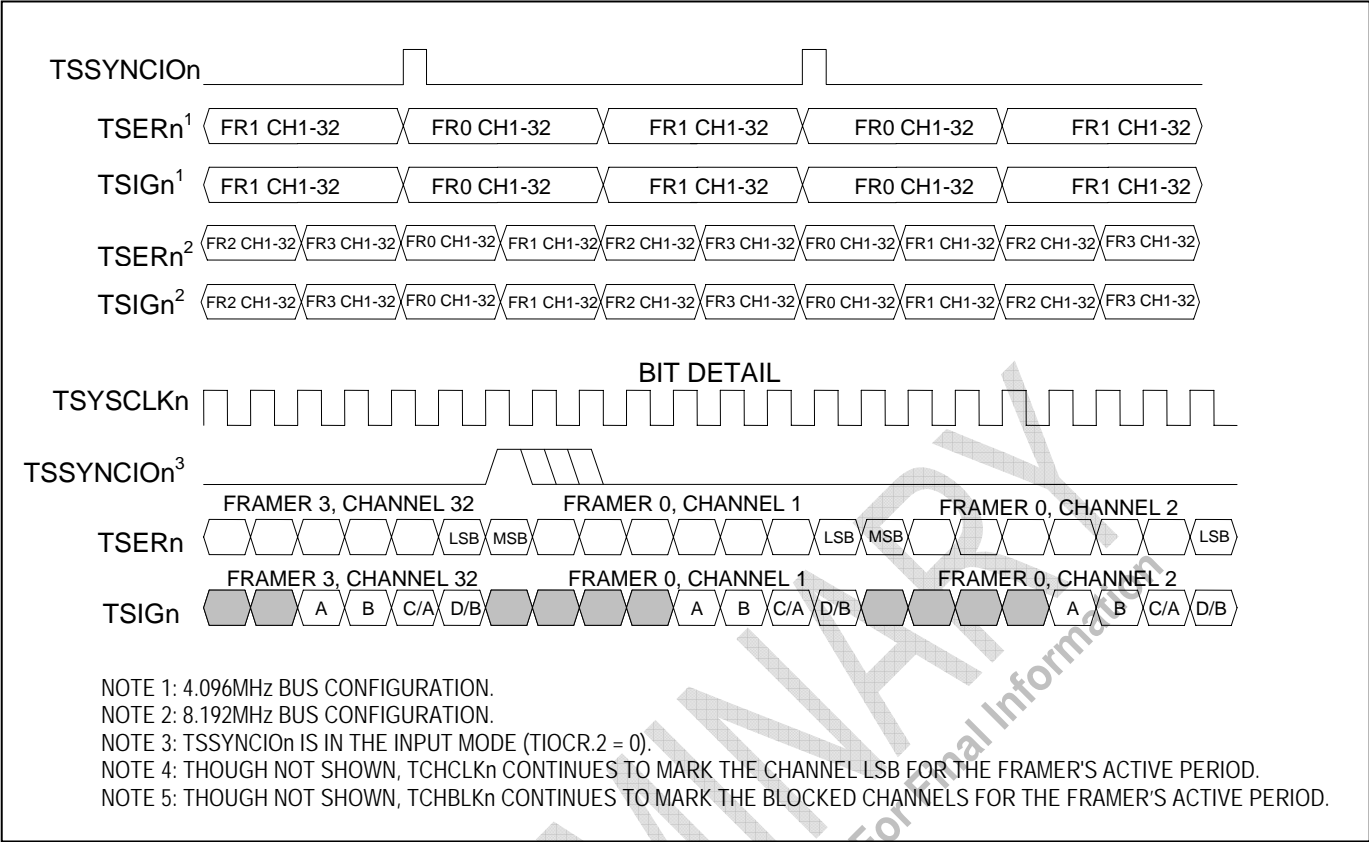 TSSYNCIOn
TSERn¹ FR1 CH1-32 FR0 CH1-32 FR1 CH1-32 FR0 CH1-32 FR1 CH1-32
TSIGn¹ FR1 CH1-32 FR0 CH1-32 FR1 CH1-32 FR0 CH1-32 FR1 CH1-32
TSERn² FR2 CH1-32 FR3 CH1-32 FR0 CH1-32 FR1 CH1-32 FR2 CH1-32 FR3 CH1-32 FR0 CH1-32 FR1 CH1-32 FR2 CH1-32 FR3 CH1-32
TSIGn² FR2 CH1-32 FR3 CH1-32 FR0 CH1-32 FR1 CH1-32 FR2 CH1-32 FR3 CH1-32 FR0 CH1-32 FR1 CH1-32 FR2 CH1-32 FR3 CH1-32
BIT DETAIL
TSYSCLKn
TSSYNCIOn³
FRAMER 3, CHANNEL 32 FRAMER 0, CHANNEL 1 FRAMER 0, CHANNEL 2
TSERn LSB MSB LSB MSB LSB
FRAMER 3, CHANNEL 32 FRAMER 0, CHANNEL 1 FRAMER 0, CHANNEL 2
TSIGn A B C/A D/B A B C/A D/B A B C/A D/B
NOTE 1: 4.096MHz BUS CONFIGURATION.
NOTE 2: 8.192MHz BUS CONFIGURATION.
NOTE 3: TSSYNCIOn IS IN THE INPUT MODE (TIOCR.2 = 0).
NOTE 4: THOUGH NOT SHOWN, TCHCLKn CONTINUES TO MARK THE CHANNEL LSB FOR THE FRAMER'S ACTIVE PERIOD.
NOTE 5: THOUGH NOT SHOWN, TCHBLKn CONTINUES TO MARK THE BLOCKED CHANNELS FOR THE FRAMER’S ACTIVE PERIOD.
MINARY
For Final Information